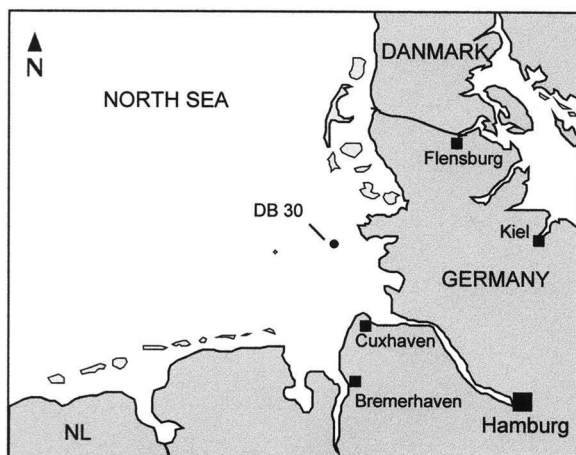 DANMARK
N
NORTH SEA
Flensburg
DB 30
Kiel
GERMANY
Cuxhaven
Bremerhaven
Hamburg
NL